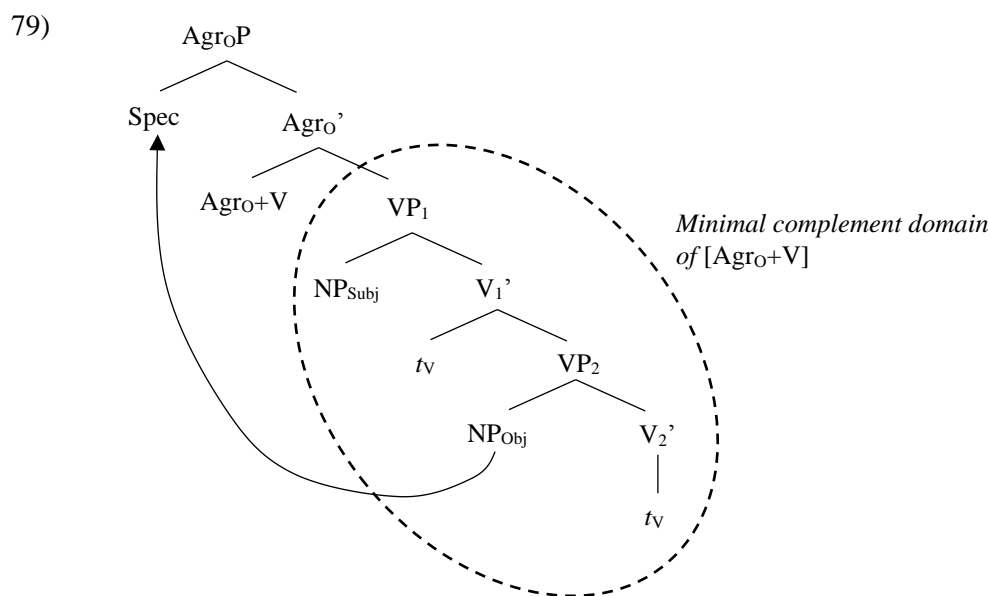 79)
AgrOP
Spec
AgrO’
AgrO+V
VP1
Minimal complement domain
of [AgrO+V]
NPSubj
V1’
tV
VP2
NPObj
V2’
tV